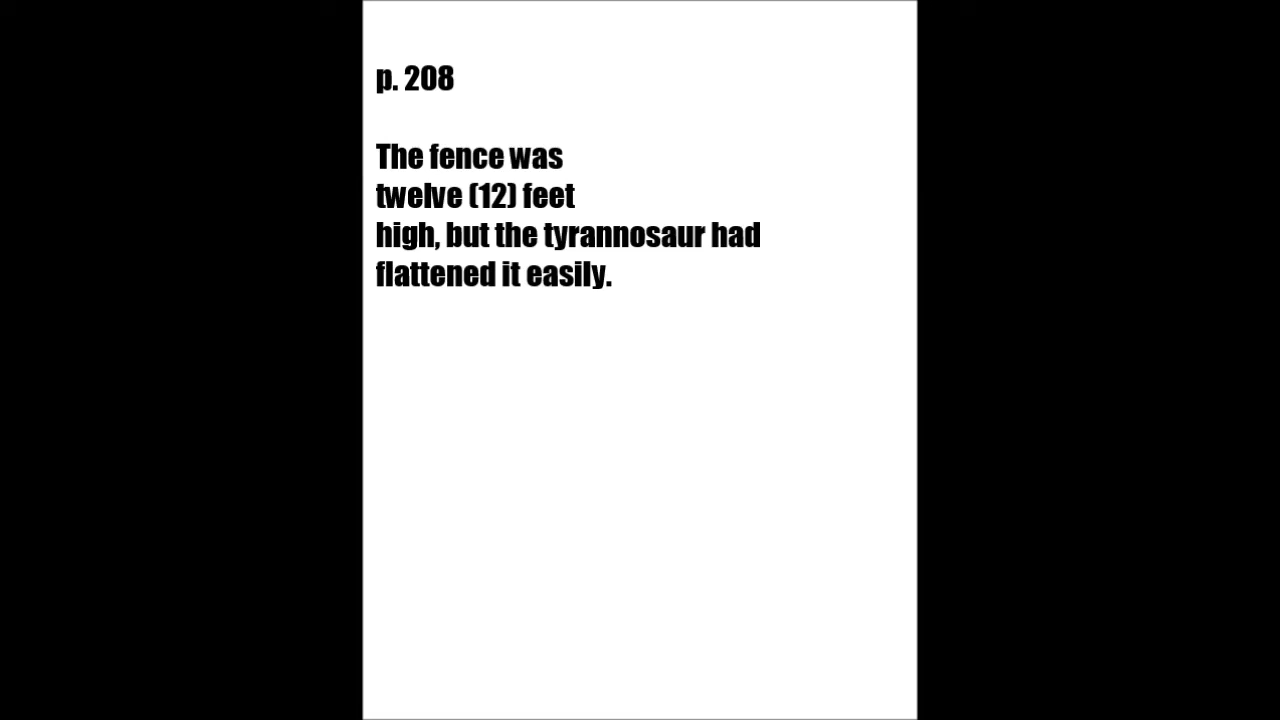 p. 208
The fence was
twelve (12) feet
high, but the tyrannosaur had
flattened it easily.